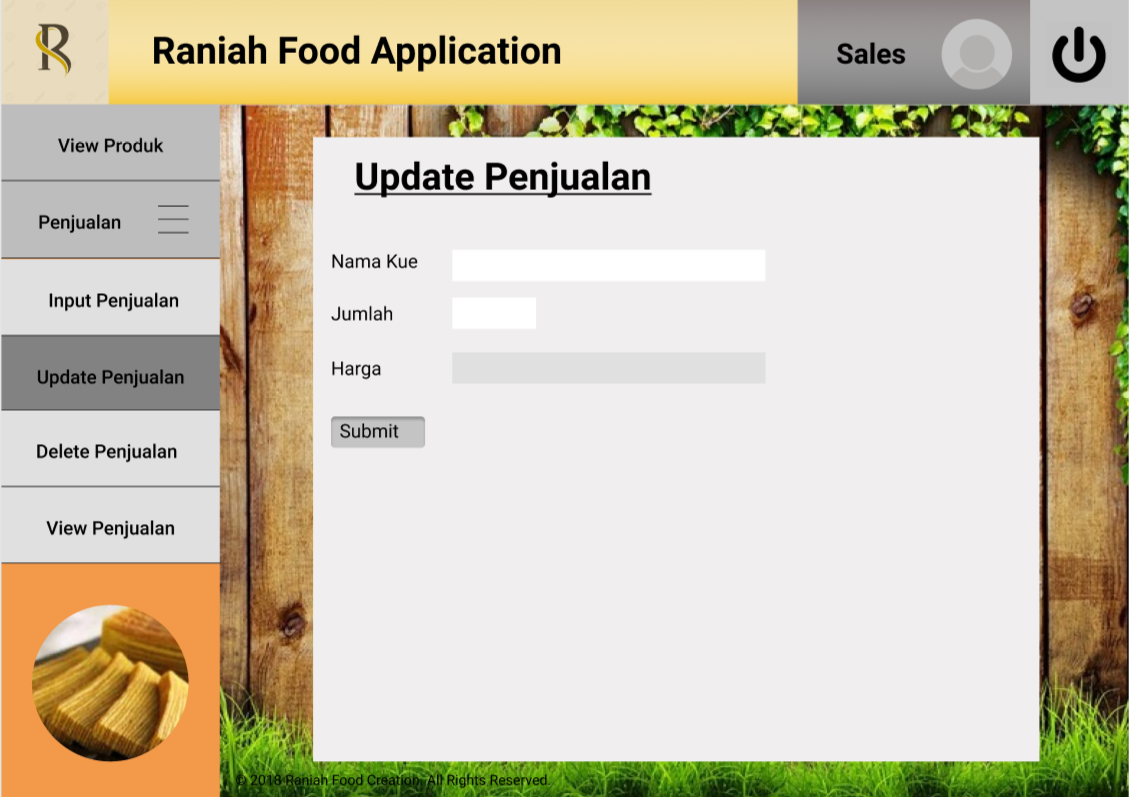 R
Raniah Food Application
Sales
View Produk
Penjualan
Input Penjualan
Update Penjualan
Delete Penjualan
View Penjualan
Update Penjualan
Nama Kue
Jumlah
Harga
Submit
© 2018 Raniah Food Creation. All Rights Reserved.